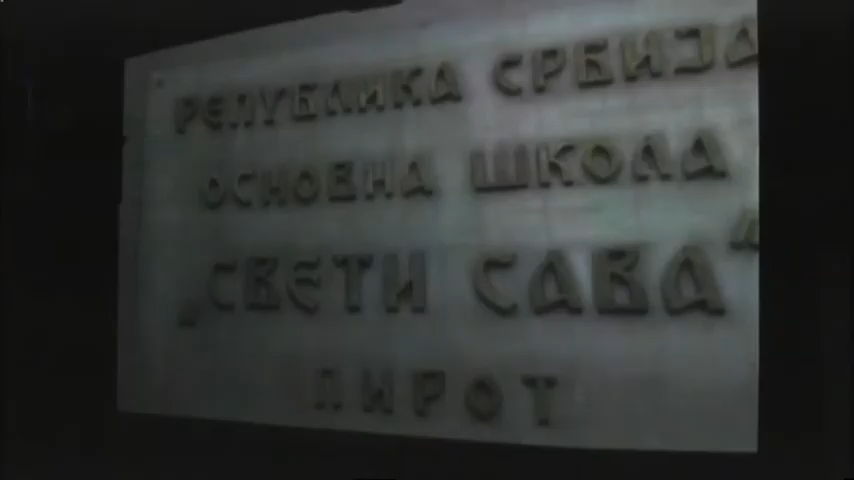 РЕПУБЛИКА СРБИЈА
ОСНОВНА ШКОЛА
„СВЕТИ САВА"
ПИРОТ